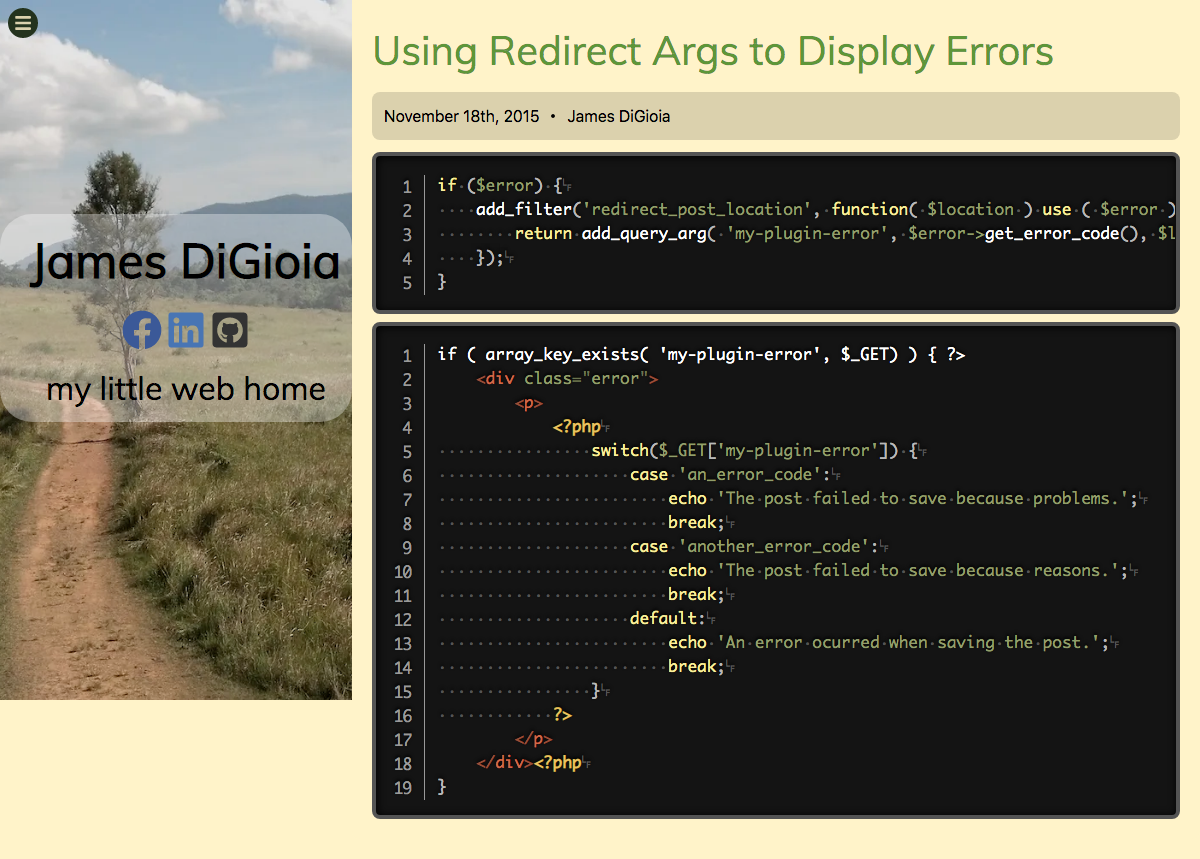 Using Redirect Args to Display Errors
November 18th, 2015 • James DiGioia
James DiGioia
my little web home
1 if ($error) {
2     add_filter('redirect_post_location', function( $location ) use ( $error )
3         return add_query_arg( 'my-plugin-error', $error->get_error_code(), $l
4     });
5 }
1 if ( array_key_exists( 'my-plugin-error', $_GET) ) { ?>
2     <div class="error">
3         <p>
4             <?php
5                 switch($_GET['my-plugin-error']) {
6                     case 'an_error_code':
7                         echo 'The post failed to save because problems.';
8                         break;
9                     case 'another_error_code':
10                         echo 'The post failed to save because reasons.';
11                         break;
12                     default:
13                         echo 'An error ocurred when saving the post.';
14                         break;
15                 }
16             ?>
17         </p>
18     </div><?php
19 }